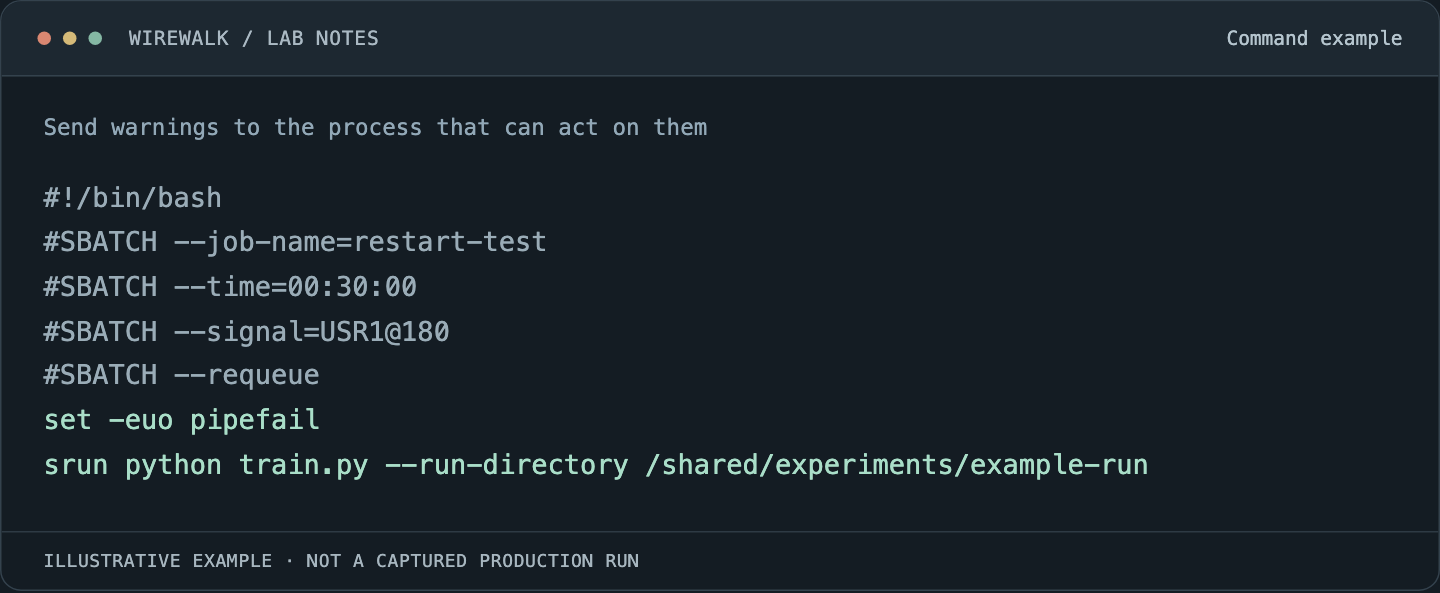 WIREWALK / LAB NOTES
Command example
Send warnings to the process that can act on them
#!/bin/bash
#SBATCH --job-name=restart-test
#SBATCH --time=00:30:00
#SBATCH --signal=USR1@180
#SBATCH --requeue
set -euo pipefail
srun python train.py --run-directory /shared/experiments/example-run
ILLUSTRATIVE EXAMPLE · NOT A CAPTURED PRODUCTION RUN